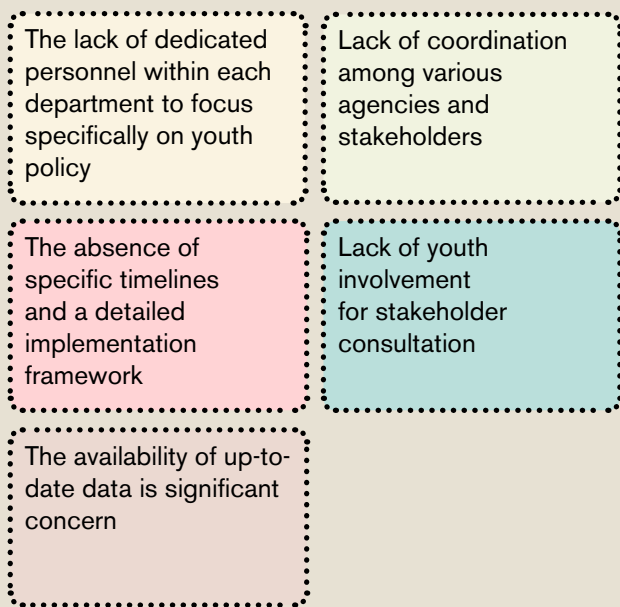 The lack of dedicated
personnel within each
department to focus
specifically on youth
policy
Lack of coordination
among various
agencies and
stakeholders
The absence of
specific timelines
and a detailed
implementation
framework
Lack of youth
involvement
for stakeholder
consultation
The availability of up-to-
date data is significant
concern